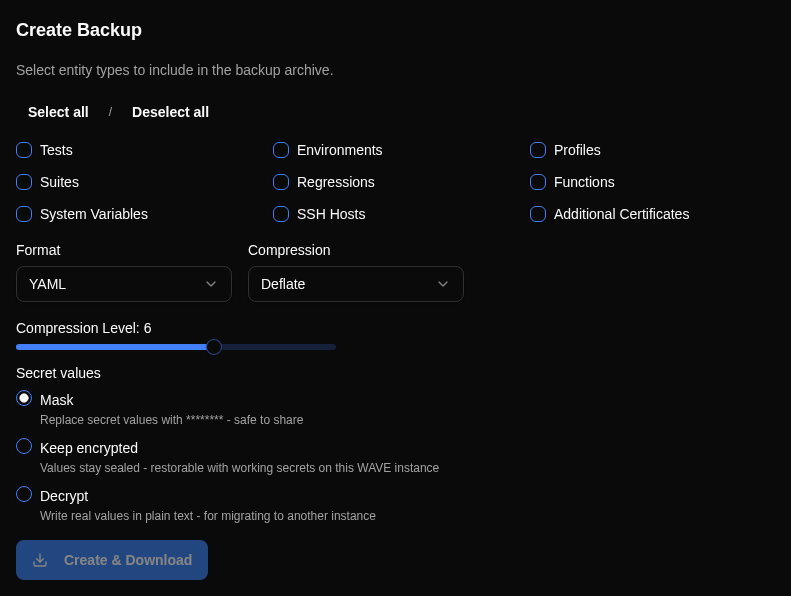 Create Backup
Select entity types to include in the backup archive.
Select all / Deselect all
Tests Environments Profiles
Suites Regressions Functions
System Variables SSH Hosts Additional Certificates
Format Compression
YAML Deflate
Compression Level: 6
Secret values
Mask
Replace secret values with ******** - safe to share
Keep encrypted
Values stay sealed - restorable with working secrets on this WAVE instance
Decrypt
Write real values in plain text - for migrating to another instance
Create & Download